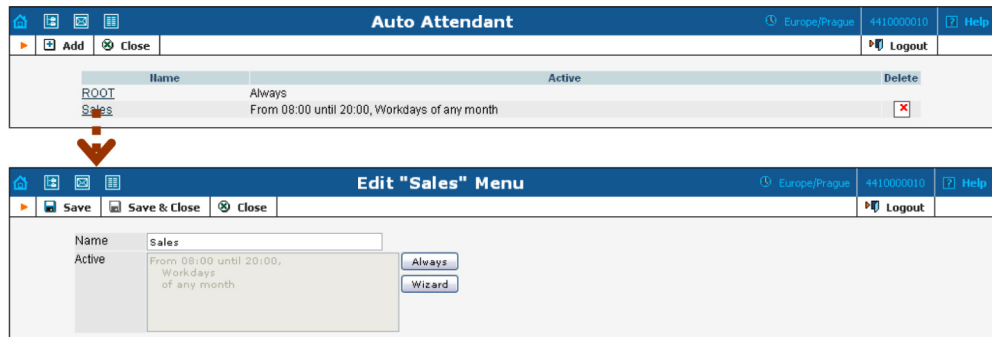 Auto Attendant Europe/Prague 4410000010 Help
Add Close Logout
Name Active Delete
ROOT Always
Sales From 08:00 until 20:00, Workdays of any month
Edit "Sales" Menu Europe/Prague 4410000010 Help
Save Save & Close Close Logout
Name Sales
Active From 08:00 until 20:00, Always
Workdays
of any month Wizard